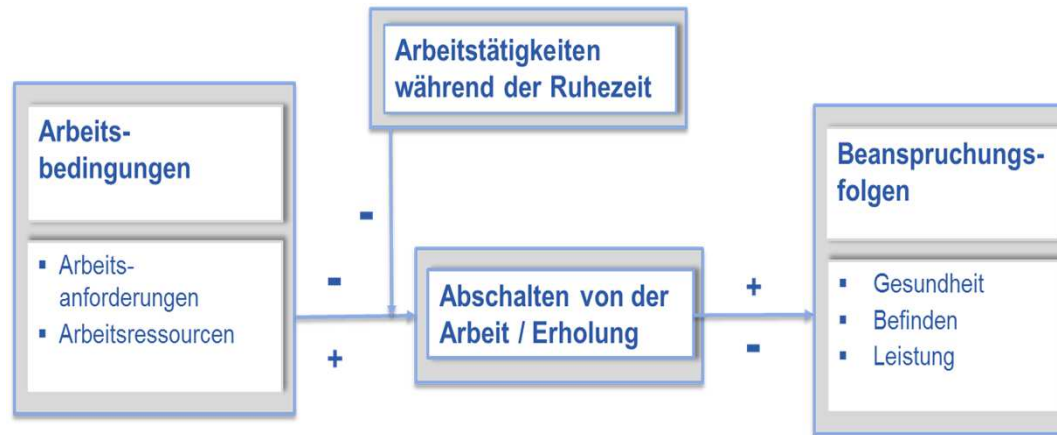 Arbeitstätigkeiten
während der Ruhezeit
Arbeits-
bedingungen
▪ Arbeits-
anforderungen
▪ Arbeitsressourcen
-
-
+
Abschalten von der
Arbeit / Erholung
+
-
Beanspruchungs-
folgen
▪ Gesundheit
▪ Befinden
▪ Leistung